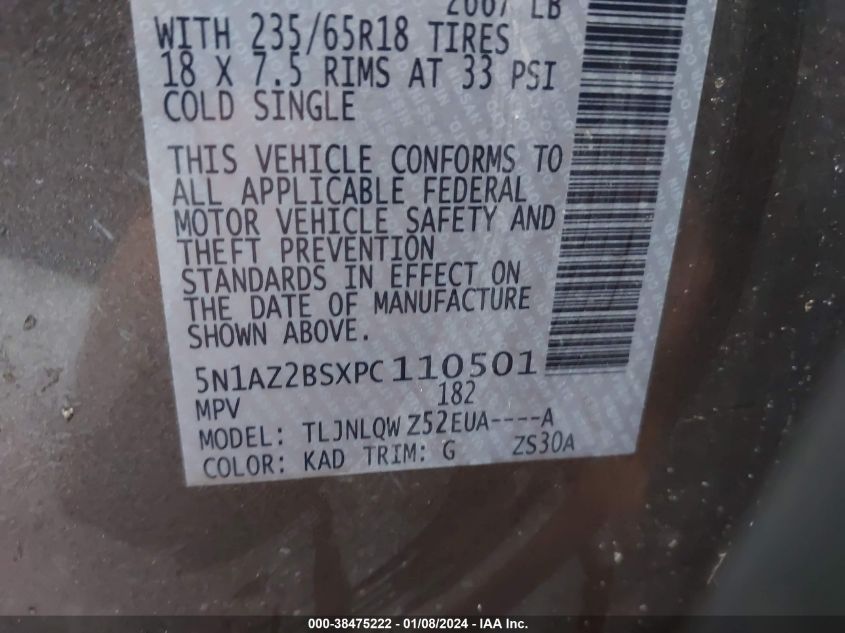 2667 LB
WITH 235/65R18 TIRES
18 X 7.5 RIMS AT 33 PSI
COLD SINGLE
THIS VEHICLE CONFORMS TO
ALL APPLICABLE FEDERAL
MOTOR VEHICLE SAFETY AND
THEFT PREVENTION
STANDARDS IN EFFECT ON
THE DATE OF MANUFACTURE
SHOWN ABOVE.
5N1AZ2BSXPC110501
MPV 182
MODEL: TLJNLQW Z52EUA----A
COLOR: KAD TRIM: G ZS30A
000-38475222 - 01/08/2024 - IAA Inc.